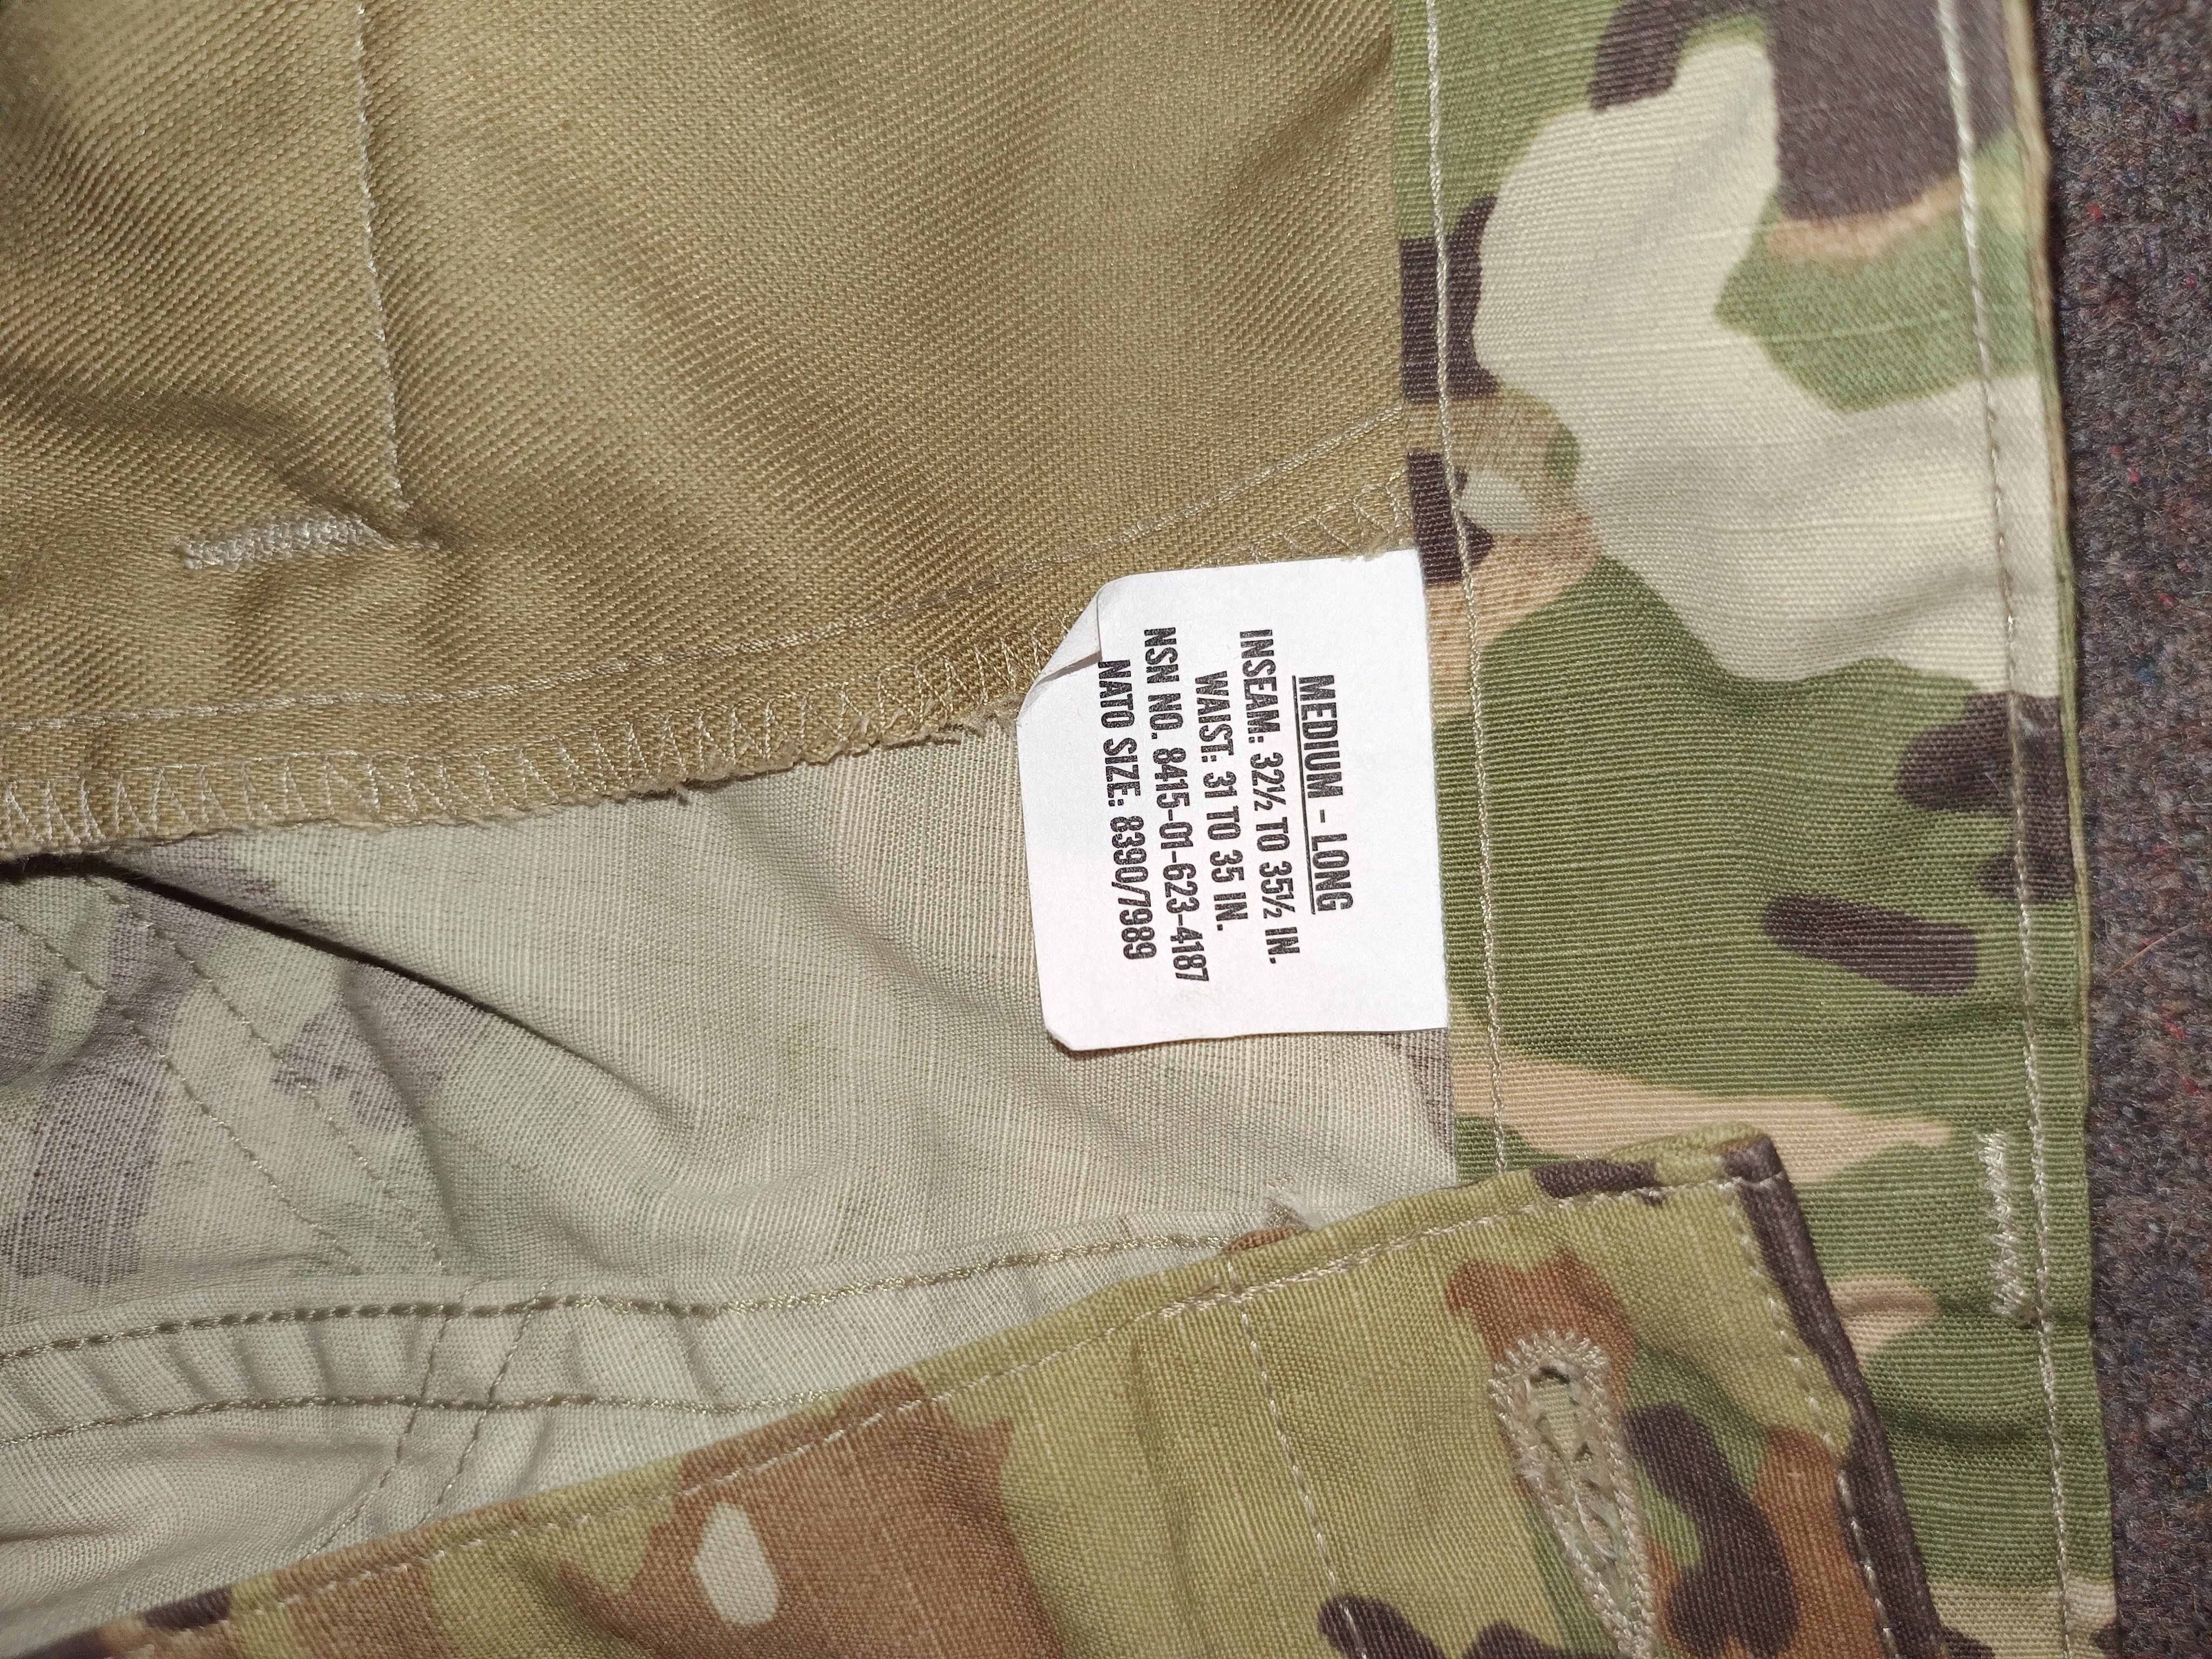 MEDIUM - LONG
INSEAM: 32½ TO 35½ IN.
WAIST: 31 TO 35 IN.
NSN NO. 8415-01-623-4187
NATO SIZE: 8390/7989